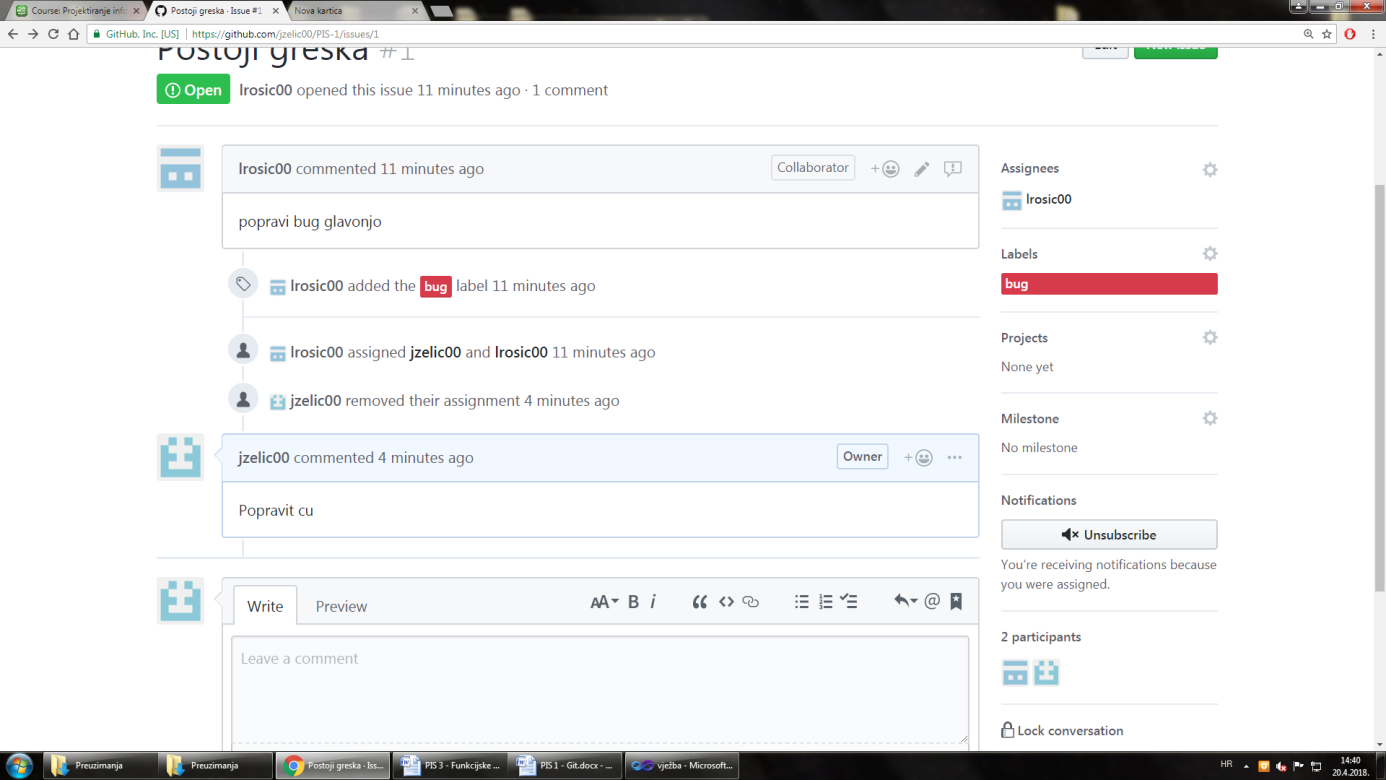 Course: Projektiranje info
Postoji greska · Issue #1
Nova kartica
GitHub, Inc. [US] | https://github.com/jzelic00/PIS-1/issues/1
Postoji greska #1
Edit
New issue
Open lrosic00 opened this issue 11 minutes ago · 1 comment
lrosic00 commented 11 minutes ago
Collaborator
popravi bug glavonjo
lrosic00 added the bug label 11 minutes ago
lrosic00 assigned jzelic00 and lrosic00 11 minutes ago
jzelic00 removed their assignment 4 minutes ago
jzelic00 commented 4 minutes ago
Owner
Popravit cu
Write Preview
AA B i
Leave a comment
Assignees
lrosic00
Labels
bug
Projects
None yet
Milestone
No milestone
Notifications
Unsubscribe
You're receiving notifications because
you were assigned.
2 participants
Lock conversation
Preuzimanja
Preuzimanja
Postoji greska · Iss...
PIS 3 - Funkcijske ...
PIS 1 - Git.docx - ...
vježba - Microsoft...
HR
14:40
20.4.2018.